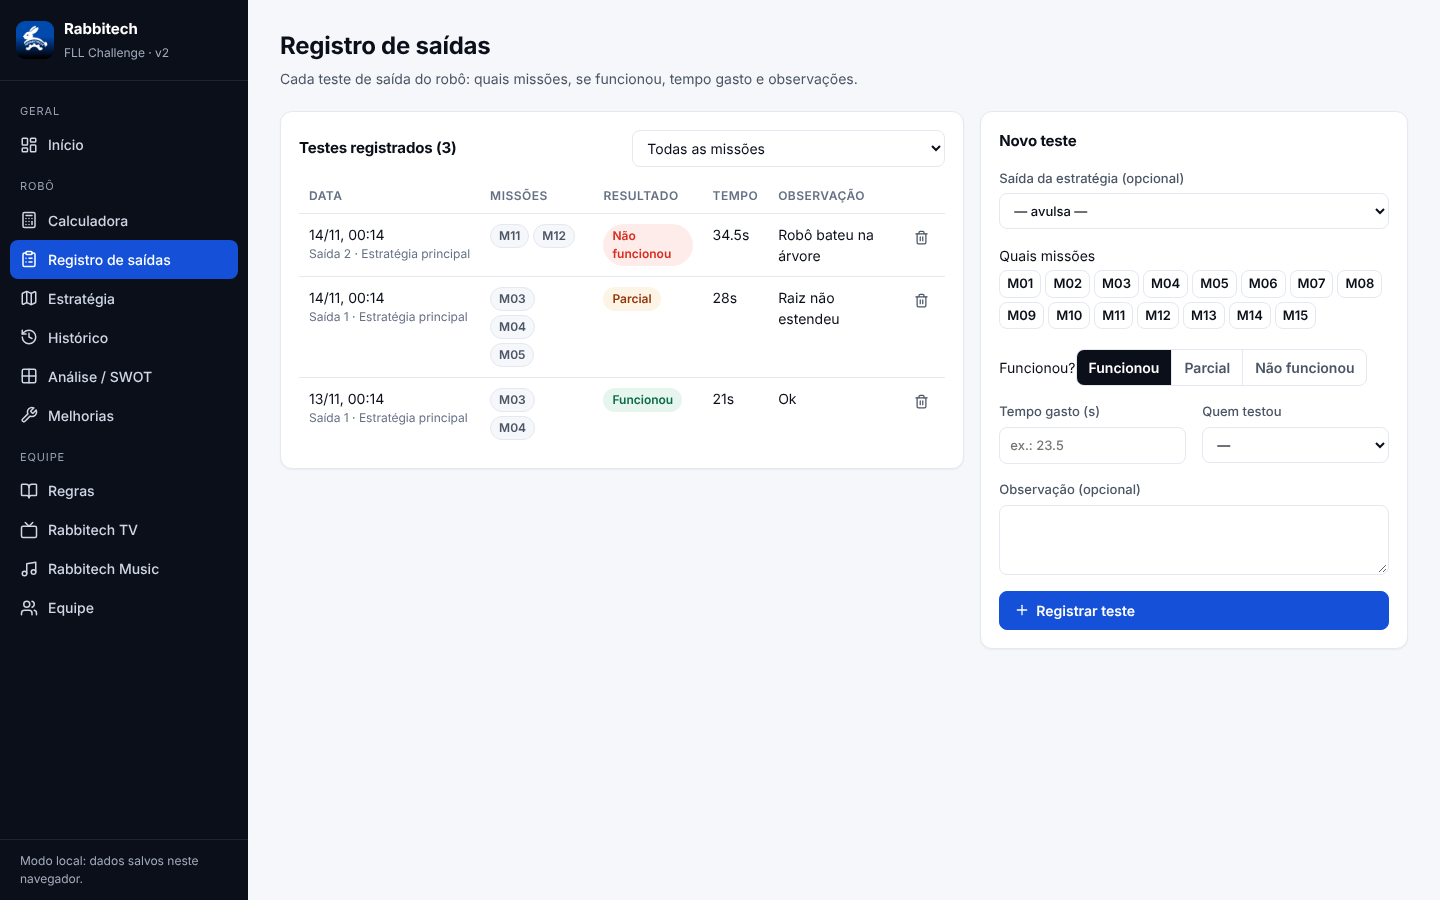 Rabbitech
FLL Challenge · v2
GERAL
Início
ROBÔ
Calculadora
Registro de saídas
Estratégia
Histórico
Análise / SWOT
Melhorias
EQUIPE
Regras
Rabbitech TV
Rabbitech Music
Equipe
Modo local: dados salvos neste
navegador.
Registro de saídas
Cada teste de saída do robô: quais missões, se funcionou, tempo gasto e observações.
Testes registrados (3)
Todas as missões
DATA MISSÕES RESULTADO TEMPO OBSERVAÇÃO
14/11, 00:14 M11 M12 Não funcionou 34.5s Robô bateu na árvore
Saída 2 · Estratégia principal
14/11, 00:14 M03 M04 M05 Parcial 28s Raiz não estendeu
Saída 1 · Estratégia principal
13/11, 00:14 M03 M04 Funcionou 21s Ok
Saída 1 · Estratégia principal
Novo teste
Saída da estratégia (opcional)
— avulsa —
Quais missões
M01 M02 M03 M04 M05 M06 M07 M08
M09 M10 M11 M12 M13 M14 M15
Funcionou? Funcionou Parcial Não funcionou
Tempo gasto (s) Quem testou
ex.: 23.5 —
Observação (opcional)
+ Registrar teste